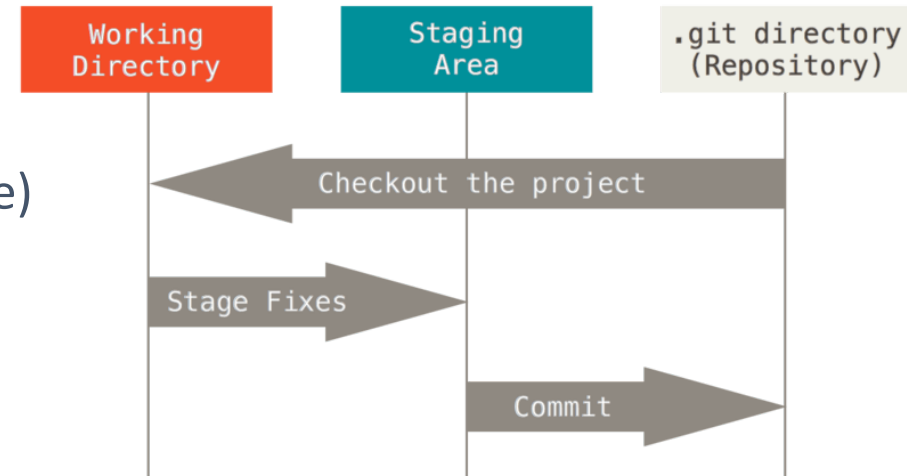 Working
Directory
Staging
Area
.git directory
(Repository)
Checkout the project
e)
Stage Fixes
Commit